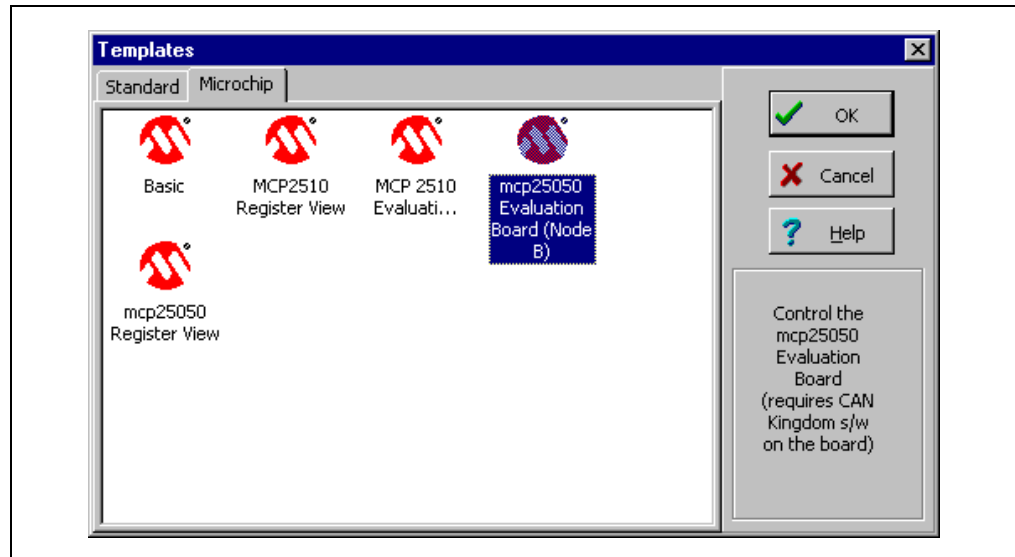 Templates
Standard
Microchip
Basic
MCP2510
Register View
MCP 2510
Evaluati...
mcp25050
Evaluation
Board (Node
B)
mcp25050
Register View
OK
Cancel
Help
Control the
mcp25050
Evaluation
Board
(requires CAN
Kingdom s/w
on the board)